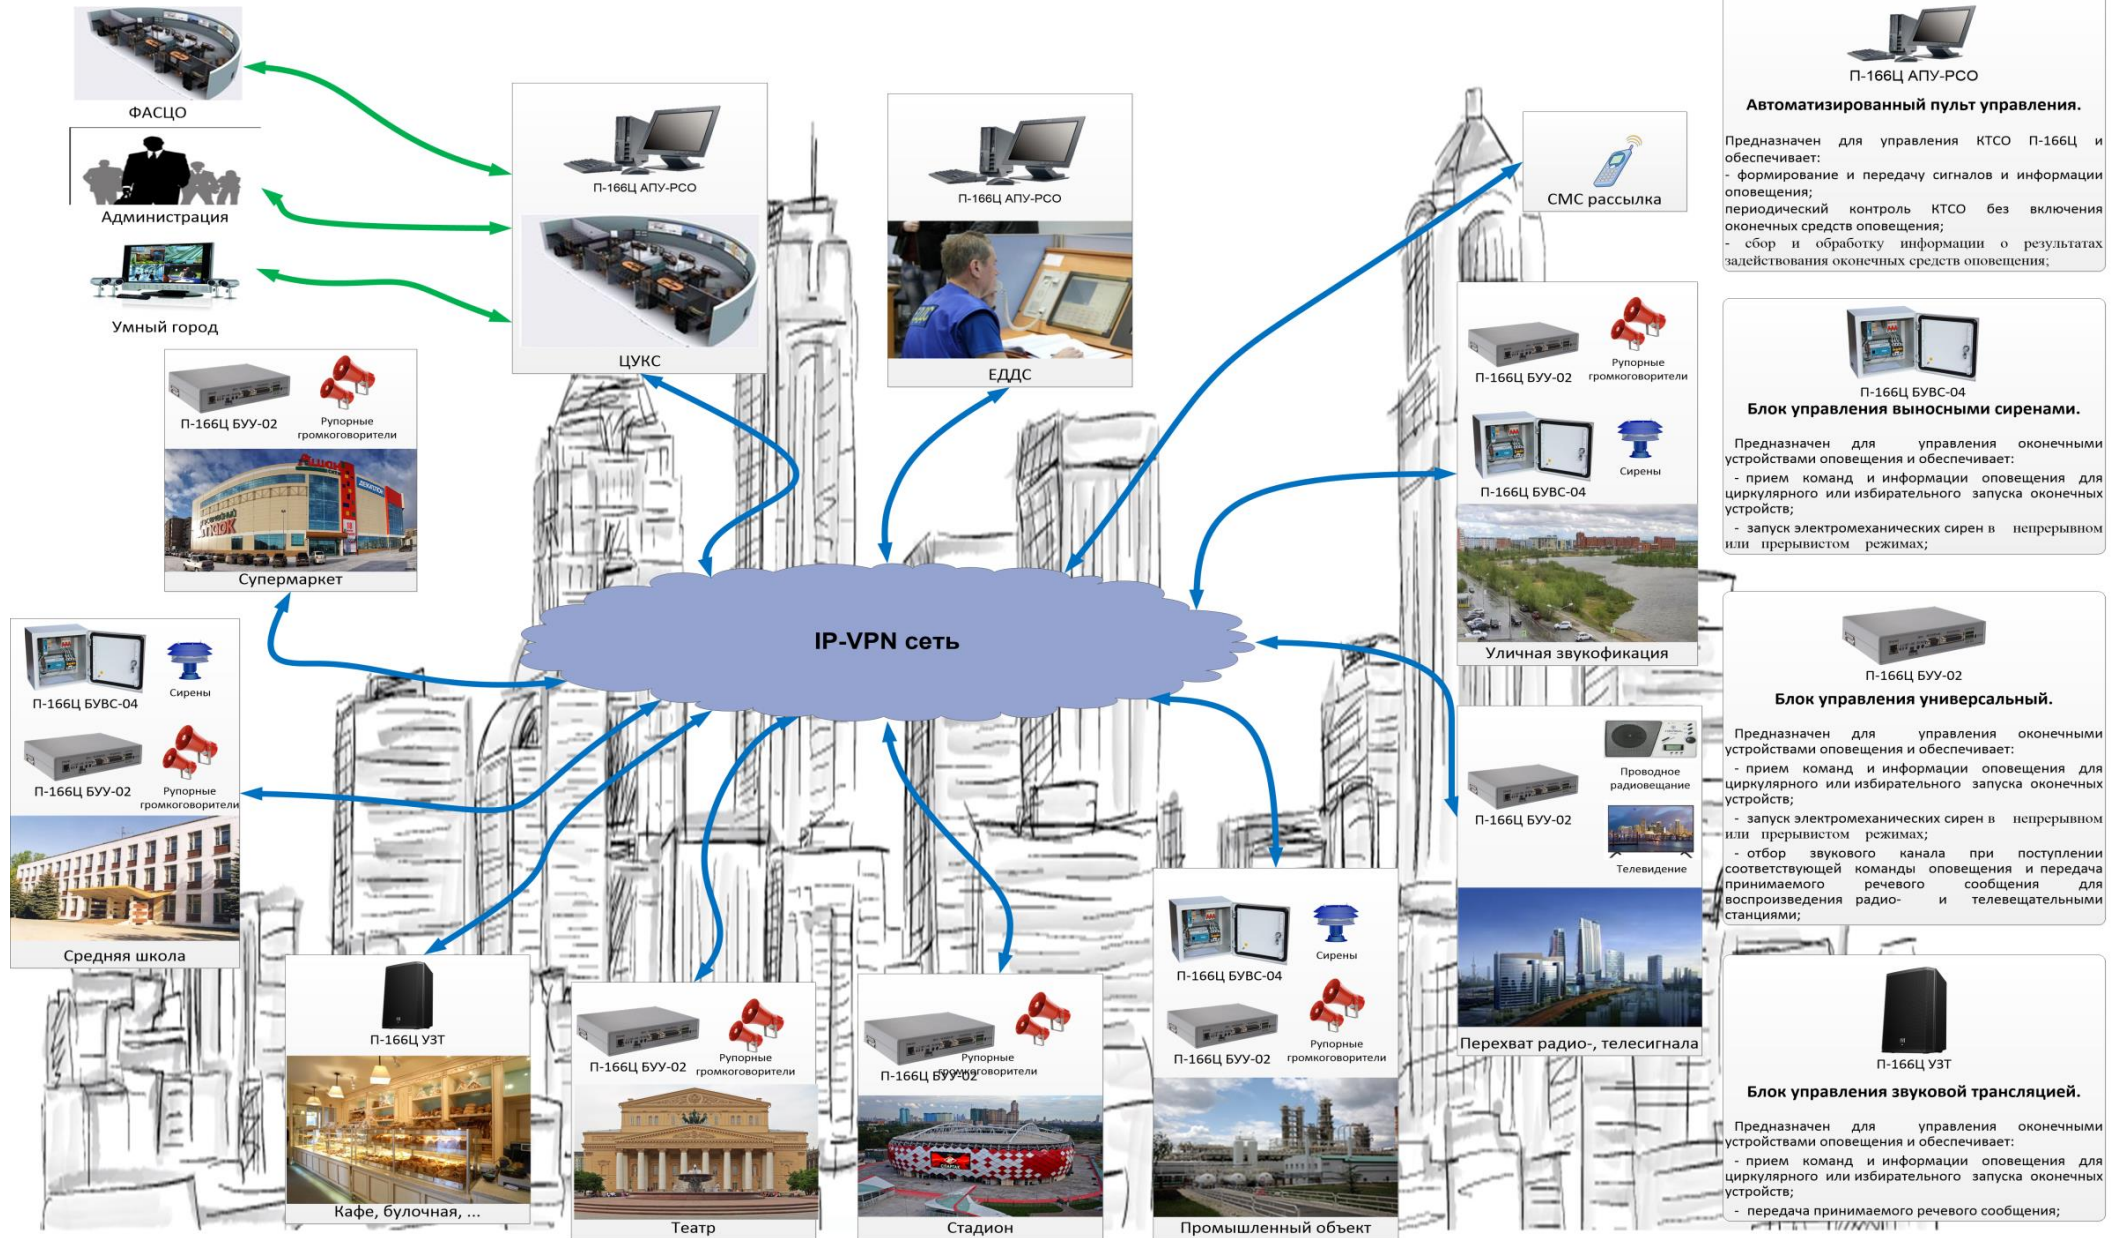 ФАСЦО
Администрация
Умный город
П-166Ц АПУ-РСО
ЦУКС
П-166Ц АПУ-РСО
ЕДДС
СМС рассылка
П-166Ц БУУ-02
Рупорные
громкоговорители
Супермаркет
П-166Ц БУВС-04
Сирены
П-166Ц БУУ-02
Рупорные
громкоговорители
Средняя школа
IP-VPN сеть
П-166Ц БУУ-02
Рупорные
громкоговорители
П-166Ц БУВС-04
Сирены
Уличная звукофикация
П-166Ц БУУ-02
Проводное
радиовещание
Телевидение
Перехват радио-, телесигнала
П-166Ц УЗТ
Кафе, булочная, ...
П-166Ц БУУ-02
Рупорные
громкоговорители
Театр
П-166Ц БУУ-02
Рупорные
громкоговорители
СПАРТАК
Стадион
П-166Ц БУВС-04
Сирены
П-166Ц БУУ-02
Рупорные
громкоговорители
Промышленный объект
П-166Ц АПУ-РСО
Автоматизированный пульт управления.
Предназначен для управления КТСО П-166Ц и
обеспечивает:
- формирование и передачу сигналов и информации
оповещения;
периодический контроль КТСО без включения
оконечных средств оповещения;
- сбор и обработку информации о результатах
задействования оконечных средств оповещения;
П-166Ц БУВС-04
Блок управления выносными сиренами.
Предназначен для управления оконечными
устройствами оповещения и обеспечивает:
- прием команд и информации оповещения для
циркулярного или избирательного запуска оконечных
устройств;
- запуск электромеханических сирен в непрерывном
или прерывистом режимах;
П-166Ц БУУ-02
Блок управления универсальный.
Предназначен для управления оконечными
устройствами оповещения и обеспечивает:
- прием команд и информации оповещения для
циркулярного или избирательного запуска оконечных
устройств;
- запуск электромеханических сирен в непрерывном
или прерывистом режимах;
- отбор звукового канала при поступлении
соответствующей команды оповещения и передача
принимаемого речевого сообщения для
воспроизведения радио- и телевещательными
станциями;
П-166Ц УЗТ
Блок управления звуковой трансляцией.
Предназначен для управления оконечными
устройствами оповещения и обеспечивает:
- прием команд и информации оповещения для
циркулярного или избирательного запуска оконечных
устройств;
- передача принимаемого речевого сообщения;